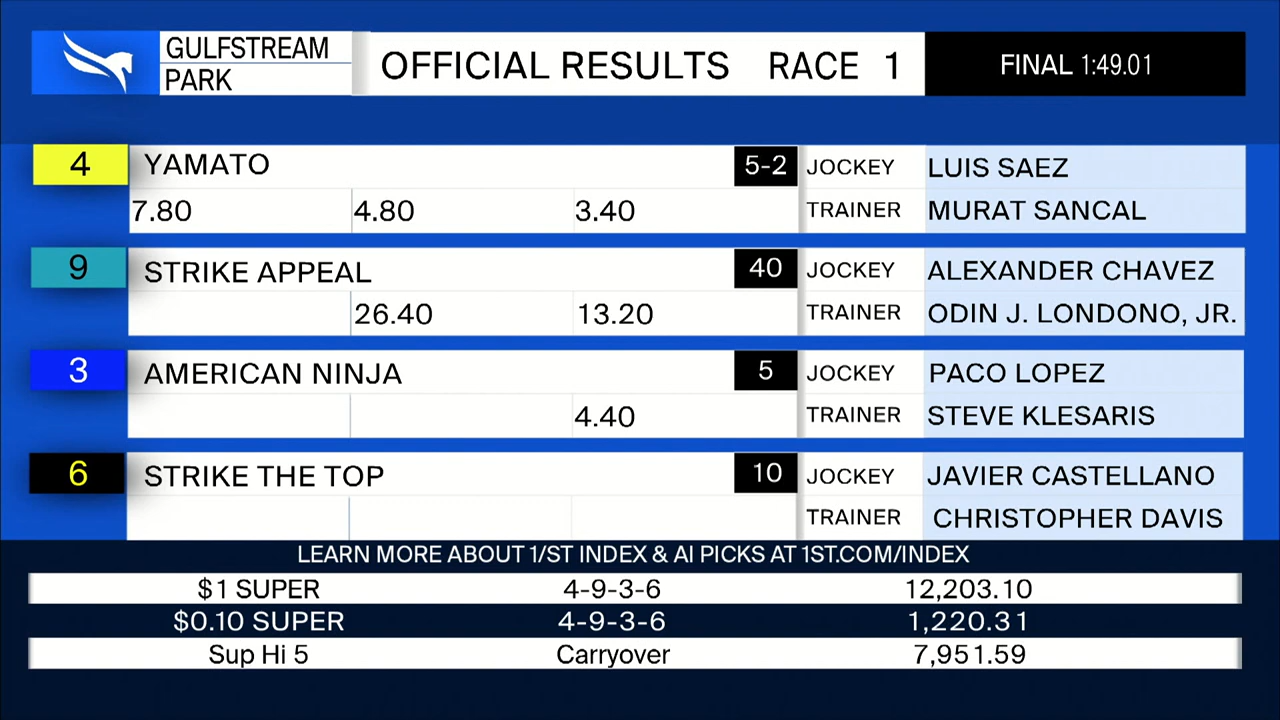 GULFSTREAM PARK OFFICIAL RESULTS RACE 1 FINAL 1:49.01
4 YAMATO 5-2 JOCKEY LUIS SAEZ
7.80 4.80 3.40 TRAINER MURAT SANCAL
9 STRIKE APPEAL 40 JOCKEY ALEXANDER CHAVEZ
26.40 13.20 TRAINER ODIN J. LONDONO, JR.
3 AMERICAN NINJA 5 JOCKEY PACO LOPEZ
4.40 TRAINER STEVE KLESARIS
6 STRIKE THE TOP 10 JOCKEY JAVIER CASTELLANO
TRAINER CHRISTOPHER DAVIS
LEARN MORE ABOUT 1/ST INDEX & AI PICKS AT 1ST.COM/INDEX
$1 SUPER 4-9-3-6 12,203.10
$0.10 SUPER 4-9-3-6 1,220.31
Sup Hi 5 Carryover 7,951.59